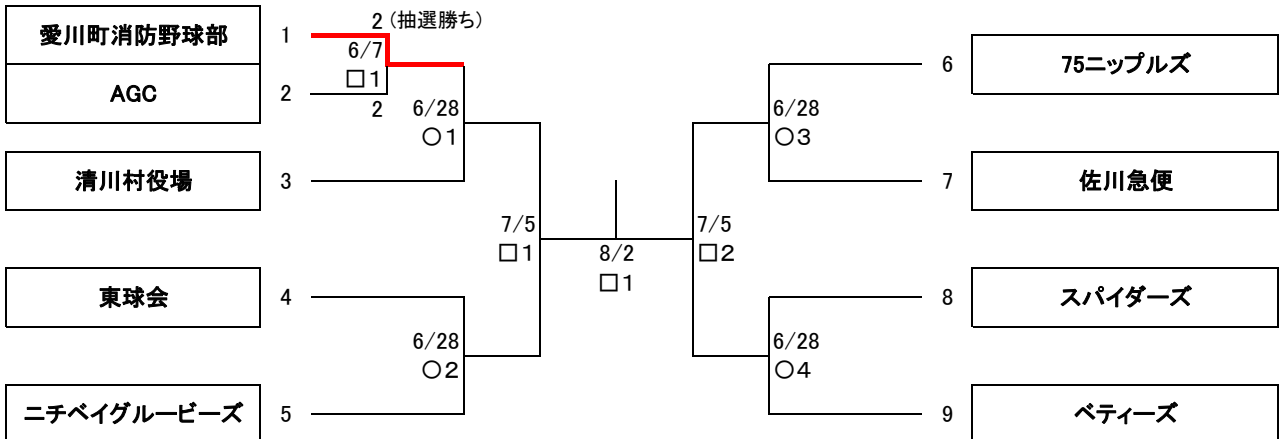 2 (抽選勝ち)
愛川町消防野球部 1
6/7
□1
AGC 2
2
6/28
○1
清川村役場 3
7/5
□1
東球会 4
6/28
○2
ニチベイグルービーズ 5
8/2
□1
6 75ニップルズ
6/28
○3
7 佐川急便
7/5
□2
8 スパイダーズ
6/28
○4
9 ベティーズ